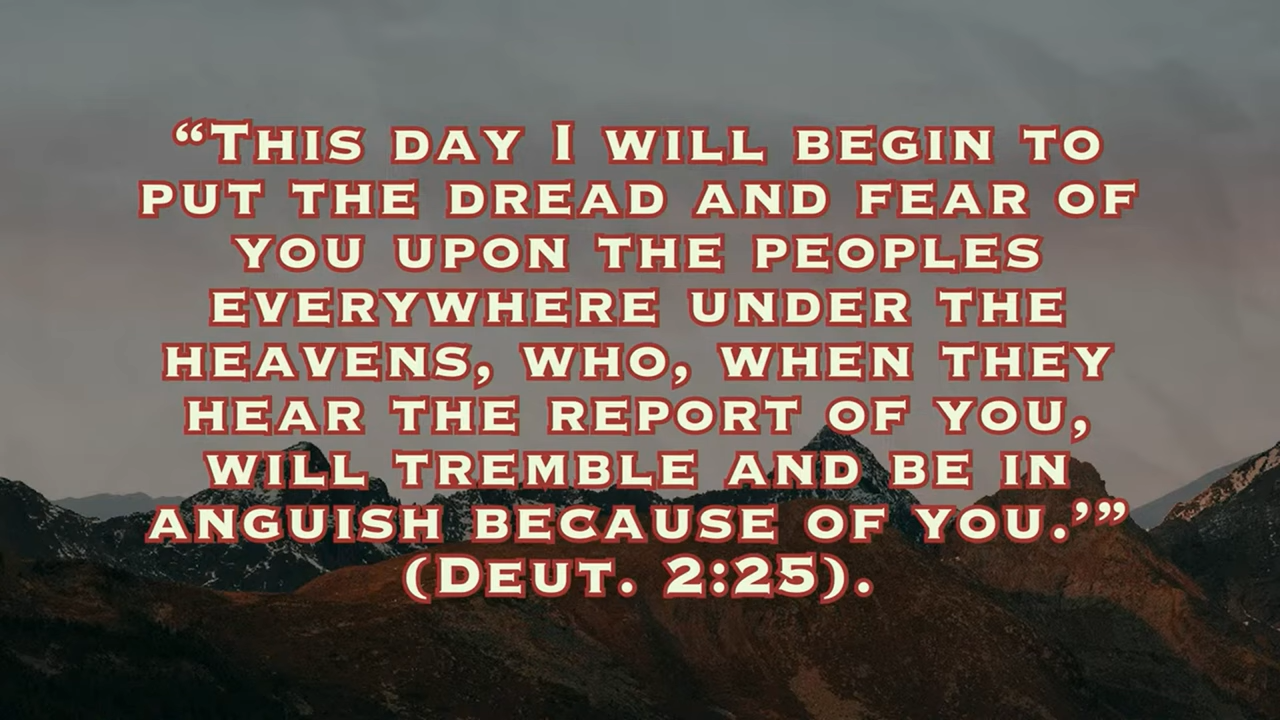 “This day I will begin to
put the dread and fear of
you upon the peoples
everywhere under the
heavens, who, when they
hear the report of you,
will tremble and be in
anguish because of you.’”
(Deut. 2:25).